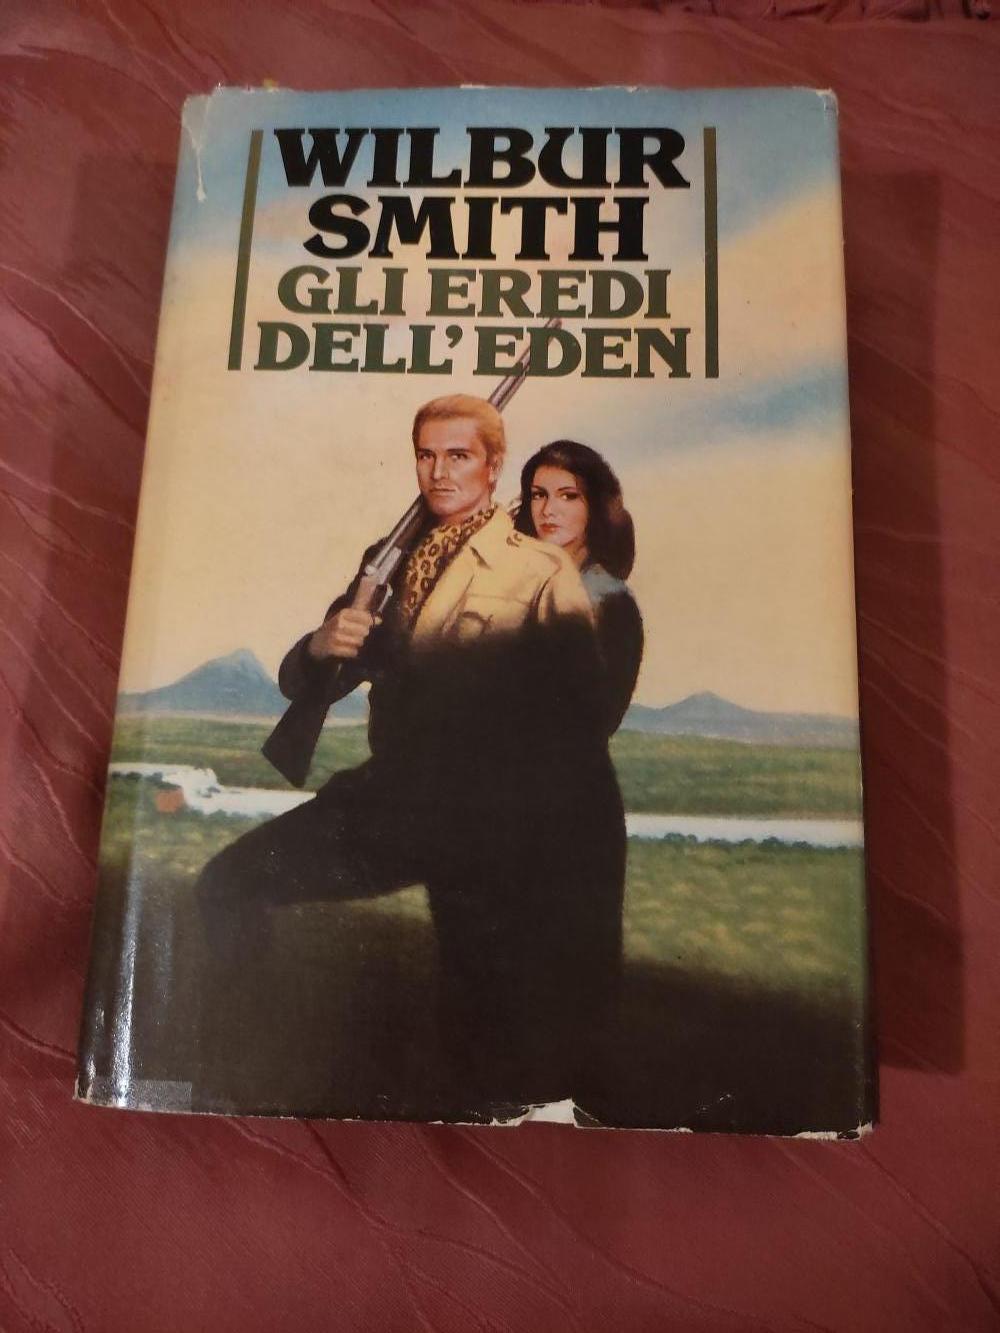 WILBUR
SMITH
GLI EREDI
DELL'EDEN